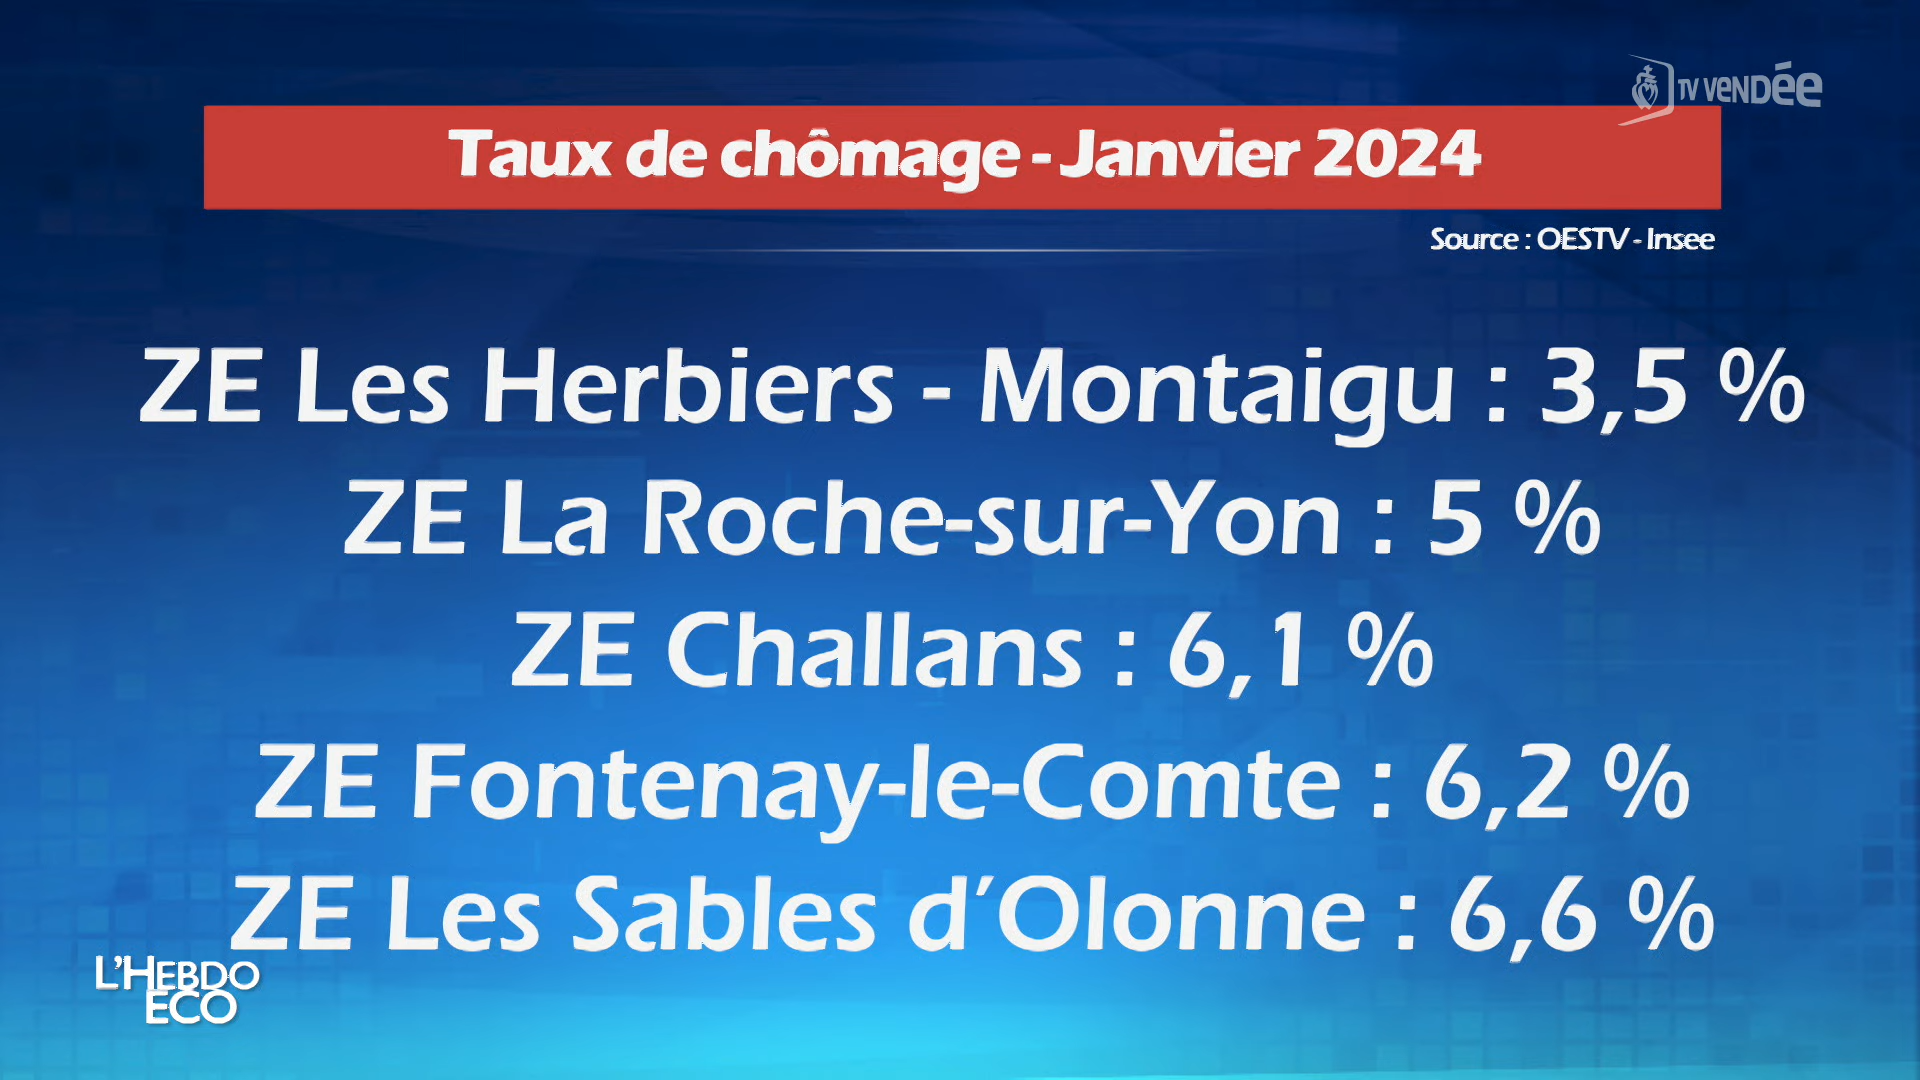 TV VENDÉE
Taux de chômage - Janvier 2024
Source : OESTV - Insee
ZE Les Herbiers - Montaigu : 3,5 %
ZE La Roche-sur-Yon : 5 %
ZE Challans : 6,1 %
ZE Fontenay-le-Comte : 6,2 %
ZE Les Sables d’Olonne : 6,6 %
L’HEBDO
ECO